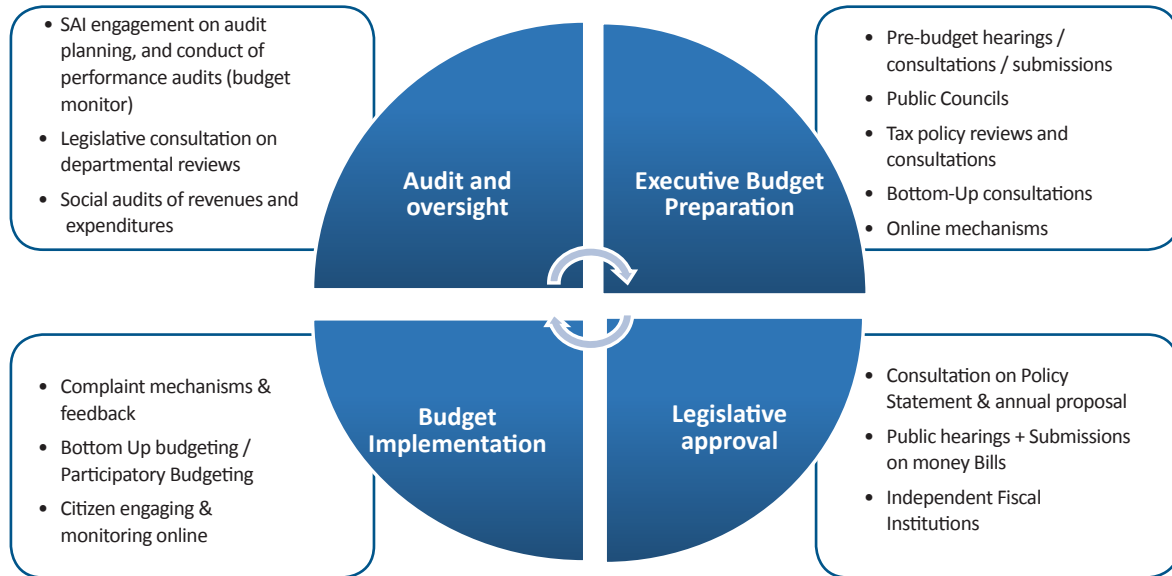 • SAI engagement on audit
planning, and conduct of
performance audits (budget
monitor)
• Legislative consultation on
departmental reviews
• Social audits of revenues and
expenditures
Audit and
oversight
Executive Budget
Preparation
• Pre-budget hearings /
consultations / submissions
• Public Councils
• Tax policy reviews and
consultations
• Bottom-Up consultations
• Online mechanisms
• Complaint mechanisms &
feedback
• Bottom Up budgeting /
Participatory Budgeting
• Citizen engaging &
monitoring online
Budget
Implementation
Legislative
approval
• Consultation on Policy
Statement & annual proposal
• Public hearings + Submissions
on money Bills
• Independent Fiscal
Institutions